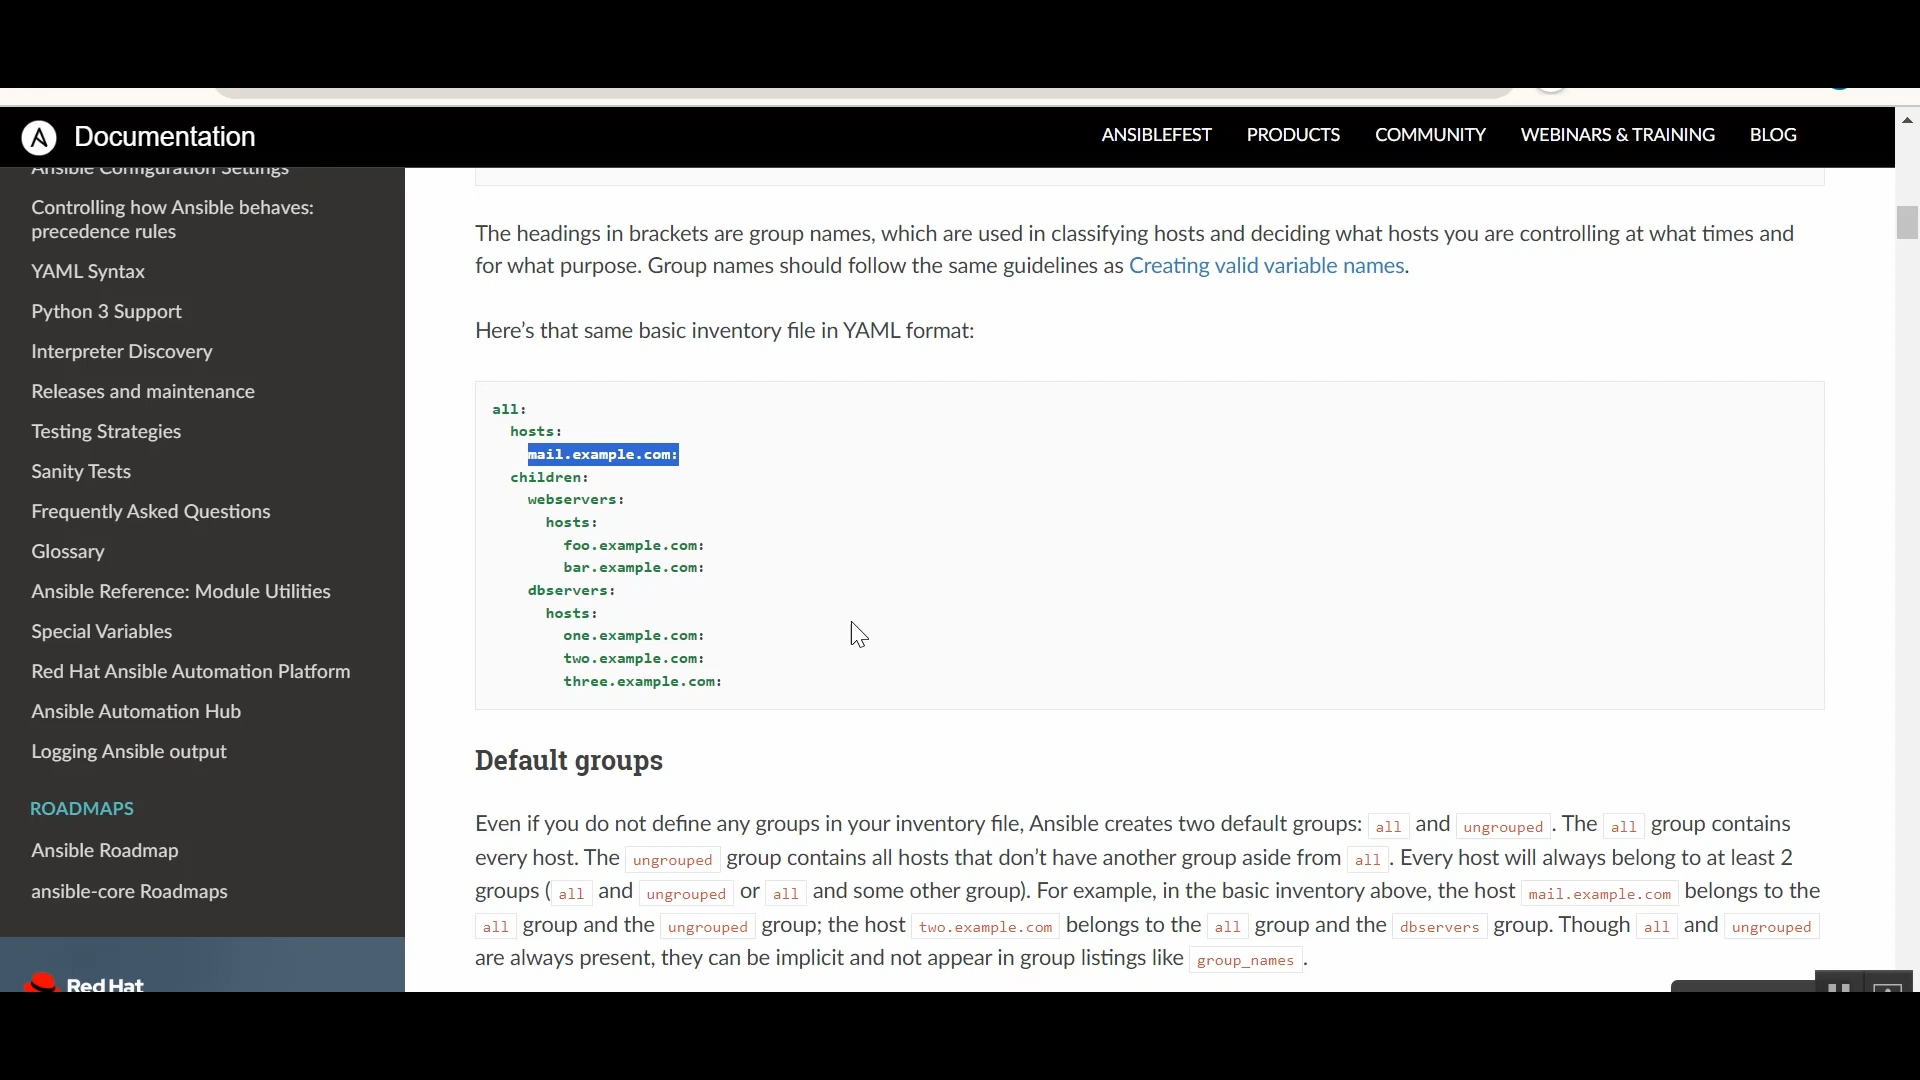 Documentation
ANSIBLEFEST PRODUCTS COMMUNITY WEBINARS & TRAINING BLOG
Ansible Configuration Settings
Controlling how Ansible behaves:
precedence rules
YAML Syntax
Python 3 Support
Interpreter Discovery
Releases and maintenance
Testing Strategies
Sanity Tests
Frequently Asked Questions
Glossary
Ansible Reference: Module Utilities
Special Variables
Red Hat Ansible Automation Platform
Ansible Automation Hub
Logging Ansible output
ROADMAPS
Ansible Roadmap
ansible-core Roadmaps
Red Hat
The headings in brackets are group names, which are used in classifying hosts and deciding what hosts you are controlling at what times and
for what purpose. Group names should follow the same guidelines as Creating valid variable names.
Here’s that same basic inventory file in YAML format:
all:
hosts:
mail.example.com:
children:
webservers:
hosts:
foo.example.com:
bar.example.com:
dbservers:
hosts:
one.example.com:
two.example.com:
three.example.com:
Default groups
Even if you do not define any groups in your inventory file, Ansible creates two default groups: all and ungrouped. The all group contains
every host. The ungrouped group contains all hosts that don’t have another group aside from all. Every host will always belong to at least 2
groups (all and ungrouped or all and some other group). For example, in the basic inventory above, the host mail.example.com belongs to the
all group and the ungrouped group; the host two.example.com belongs to the all group and the dbservers group. Though all and ungrouped
are always present, they can be implicit and not appear in group listings like group_names.